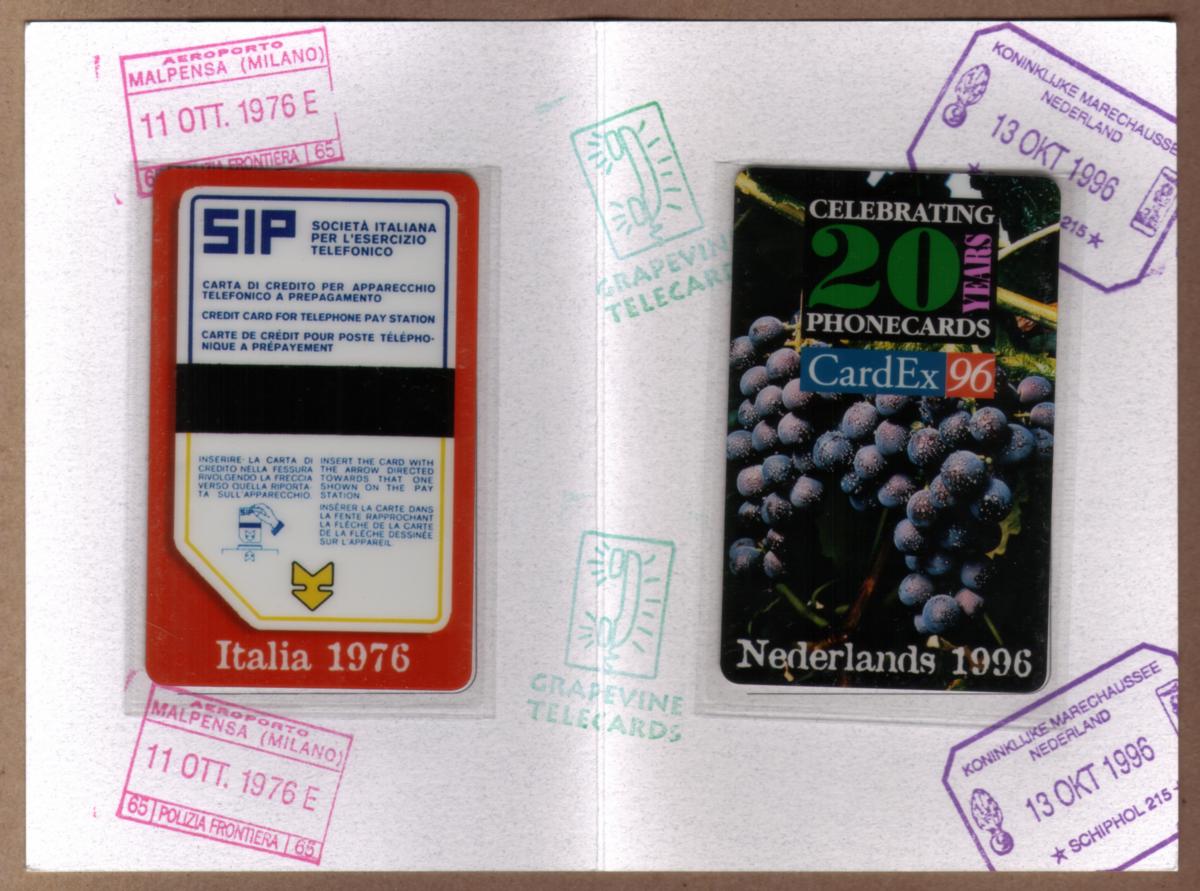 AEROPORTO
MALPENSA (MILANO)
11 OTT. 1976 E
POLIZIA FRONTIERA 65
SIP
SOCIETÀ ITALIANA
PER L'ESERCIZIO
TELEFONICO
CARTA DI CREDITO PER APPARECCHIO
TELEFONICO A PREPAGAMENTO
CREDIT CARD FOR TELEPHONE PAY STATION
CARTE DE CRÉDIT POUR POSTE TÉLÉPHO-
NIQUE A PRÉPAYEMENT
INSERIRE LA CARTA DI
CREDITO NELLA FESSURA
RIVOLGENDO LA FRECCIA
VERSO QUELLA RIPORTA-
TA SULL'APPARECCHIO.
INSERT THE CARD WITH
THE ARROW DIRECTED
TOWARDS THAT ONE
SHOWN ON THE PAY
STATION.
INSÉRER LA CARTE DANS
LA FENTE RAPPROCHANT
LA FLÈCHE DE LA CARTE
DE LA FLÈCHE DESSINÉE
SUR L'APPAREIL
SIP
Italia 1976
AEROPORTO
MALPENSA (MILANO)
11 OTT. 1976 E
65 POLIZIA FRONTIERA 65
GRAPEVIN
TELECAR
GRAPEVINE
TELECARDS
KONINKLIJKE MARECHAUSSE
NEDERLAND
13 OKT 1996
215 ★
CELEBRATING
20 YEARS
PHONECARDS
CardEx 96
Nederlands 1996
KONINKLIJKE MARECHAUSSEE
NEDERLAND
13 OKT 1996
★ SCHIPHOL 215